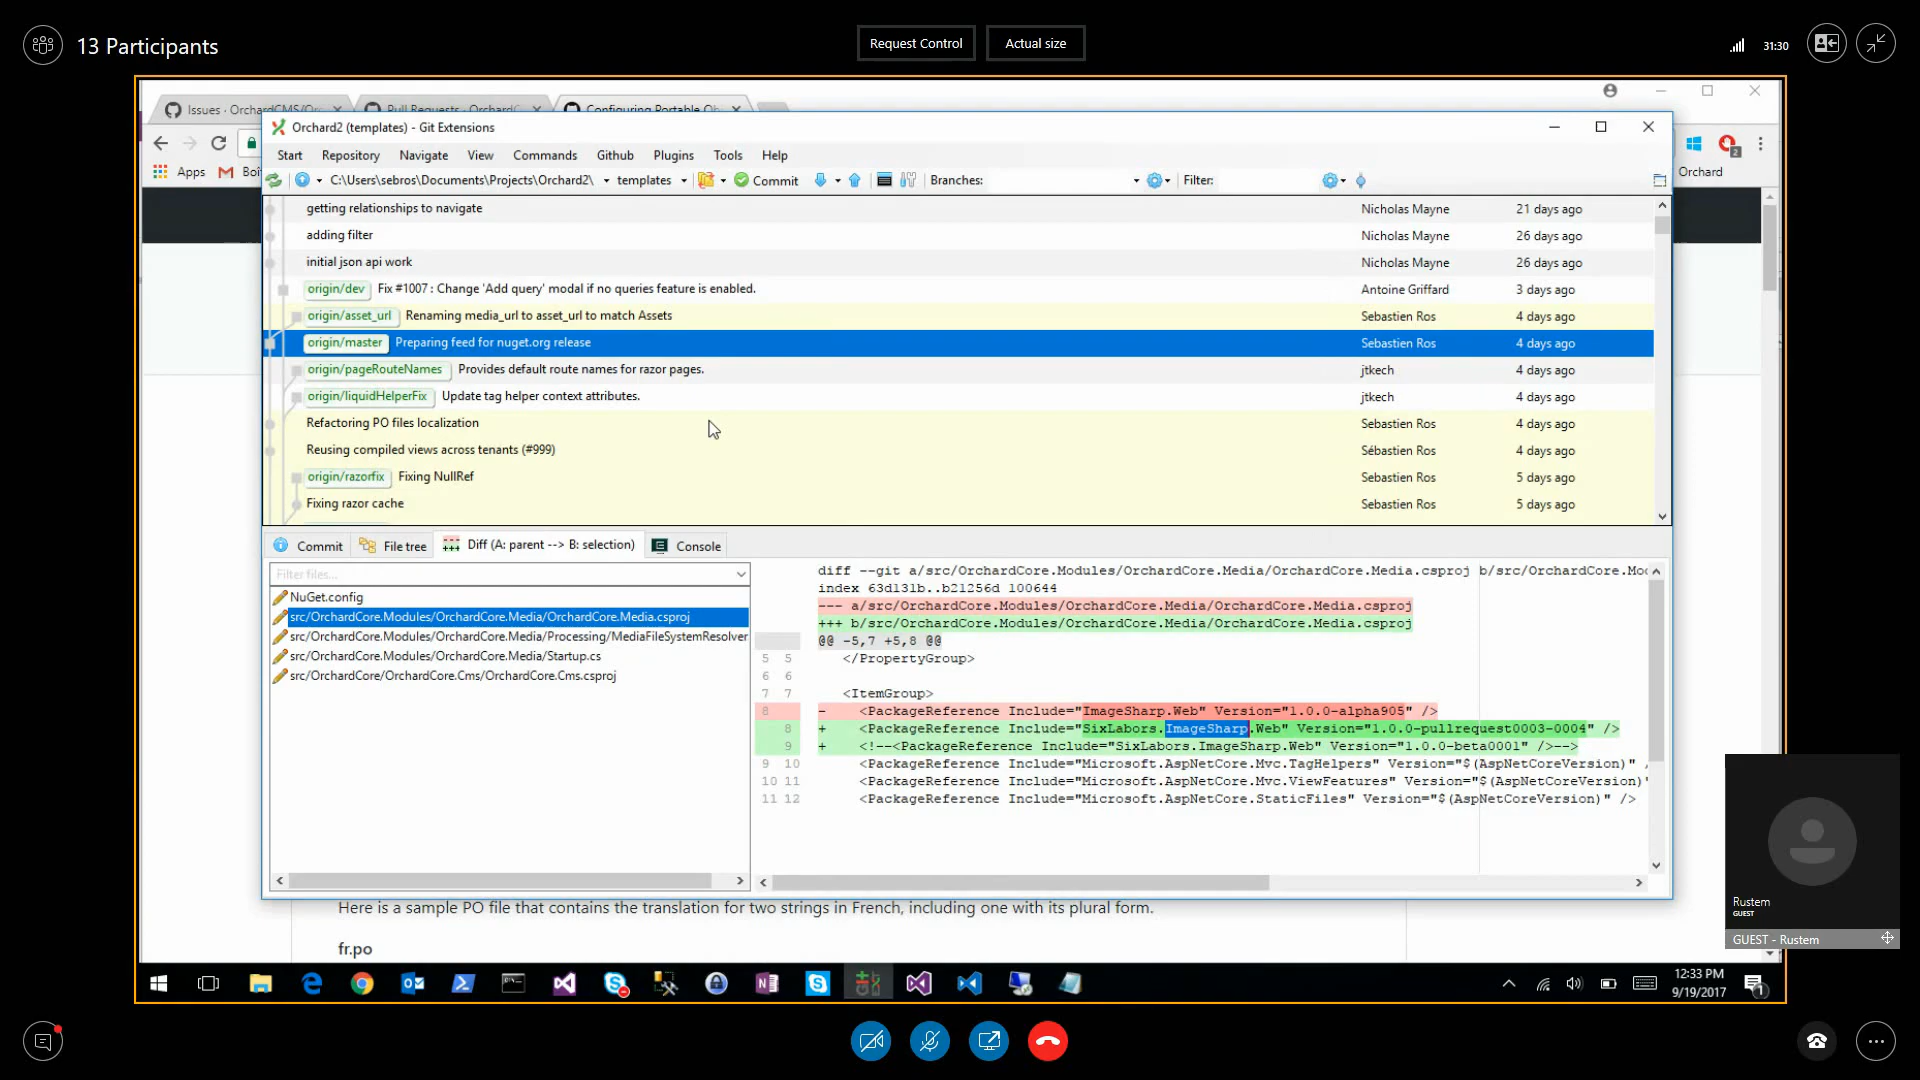 13 Participants
Request Control
Actual size
31:30
Issues · OrchardCMS/Or
Pull Requests · OrchardC
Configuring Portable Ob
Orchard2 (templates) - Git Extensions
Start Repository Navigate View Commands Github Plugins Tools Help
Apps Boî
C:\Users\sebros\Documents\Projects\Orchard2\ templates Commit Branches: Filter:
Orchard
getting relationships to navigate Nicholas Mayne 21 days ago
adding filter Nicholas Mayne 26 days ago
initial json api work Nicholas Mayne 26 days ago
origin/dev Fix #1007 : Change 'Add query' modal if no queries feature is enabled. Antoine Griffard 3 days ago
origin/asset_url Renaming media_url to asset_url to match Assets Sebastien Ros 4 days ago
origin/master Preparing feed for nuget.org release Sebastien Ros 4 days ago
origin/pageRouteNames Provides default route names for razor pages. jtkech 4 days ago
origin/liquidHelperFix Update tag helper context attributes. jtkech 4 days ago
Refactoring PO files localization Sebastien Ros 4 days ago
Reusing compiled views across tenants (#999) Sébastien Ros 4 days ago
origin/razorfix Fixing NullRef Sebastien Ros 5 days ago
Fixing razor cache Sebastien Ros 5 days ago
Commit File tree Diff (A: parent --> B: selection) Console
Filter files...
NuGet.config
src/OrchardCore.Modules/OrchardCore.Media/OrchardCore.Media.csproj
src/OrchardCore.Modules/OrchardCore.Media/Processing/MediaFileSystemResolver
src/OrchardCore.Modules/OrchardCore.Media/Startup.cs
src/OrchardCore/OrchardCore.Cms/OrchardCore.Cms.csproj
diff --git a/src/OrchardCore.Modules/OrchardCore.Media/OrchardCore.Media.csproj b/src/OrchardCore.Mo
index 63d131b..b21256d 100644
--- a/src/OrchardCore.Modules/OrchardCore.Media/OrchardCore.Media.csproj
+++ b/src/OrchardCore.Modules/OrchardCore.Media/OrchardCore.Media.csproj
@@ -5,7 +5,8 @@
5 5 </PropertyGroup>
6 6
7 7 <ItemGroup>
8 - <PackageReference Include="ImageSharp.Web" Version="1.0.0-alpha905" />
8 + <PackageReference Include="SixLabors.ImageSharp.Web" Version="1.0.0-pullrequest0003-0004" />
9 + <!--<PackageReference Include="SixLabors.ImageSharp.Web" Version="1.0.0-beta0001" />-->
9 10 <PackageReference Include="Microsoft.AspNetCore.Mvc.TagHelpers" Version="$(AspNetCoreVersion)" /
10 11 <PackageReference Include="Microsoft.AspNetCore.Mvc.ViewFeatures" Version="$(AspNetCoreVersion)"
11 12 <PackageReference Include="Microsoft.AspNetCore.StaticFiles" Version="$(AspNetCoreVersion)" />
Here is a sample PO file that contains the translation for two strings in French, including one with its plural form.
fr.po
Rustem
GUEST
GUEST - Rustem
12:33 PM
9/19/2017